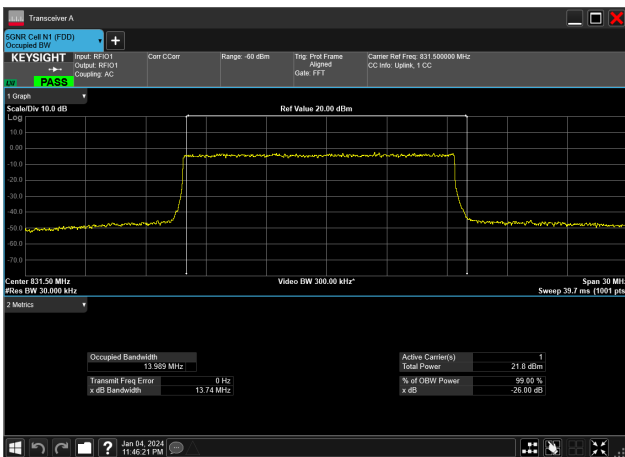 Transceiver A
5GNR Cell N1 (FDD)
Occupied BW
KEYSIGHT
LV
PASS
Input: RFIO1
Output: RFIO1
Coupling: AC
Corr CCorr
Range: -60 dBm
Trig: Prot Frame
Aligned
Gate: FFT
Carrier Ref Freq: 831.500000 MHz
CC Info: Uplink, 1 CC
1 Graph
Scale/Div 10.0 dB
Ref Value 20.00 dBm
Log
10.0
0.00
-10.0
-20.0
-30.0
-40.0
-50.0
-60.0
-70.0
Center 831.50 MHz
Video BW 300.00 kHz*
Span 30 MHz
#Res BW 30.000 kHz
Sweep 39.7 ms (1001 pts
2 Metrics
Occupied Bandwidth
13.989 MHz
Transmit Freq Error 0 Hz
x dB Bandwidth 13.74 MHz
Active Carrier(s) 1
Total Power 21.8 dBm
% of OBW Power 99.00 %
x dB -26.00 dB
Jan 04, 2024
11:46:21 PM